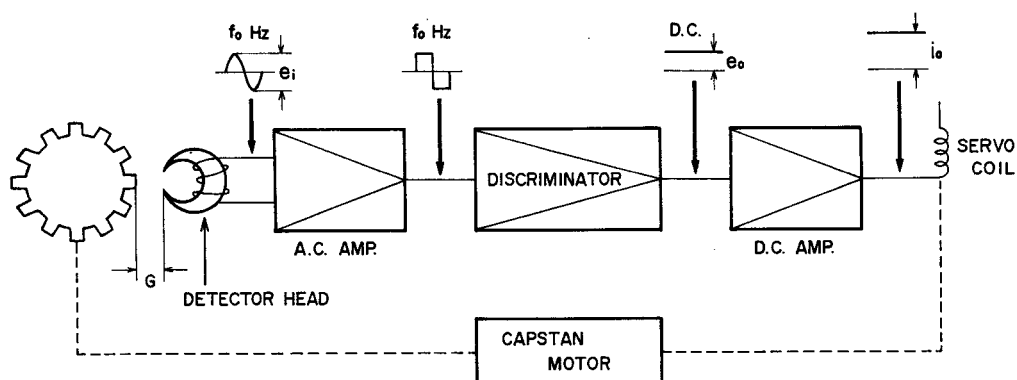 f₀ Hz
eᵢ
f₀ Hz
D.C.
e₀
i₀
SERVO
COIL
DISCRIMINATOR
A.C. AMP.
D.C. AMP.
G
DETECTOR HEAD
CAPSTAN
MOTOR